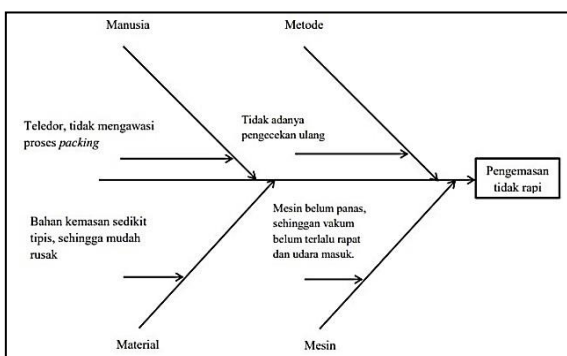 Manusia
Metode
Teledor, tidak mengawasi
proses packing
Tidak adanya
pengecekan ulang
Pengemasan
tidak rapi
Bahan kemasan sedikit
tipis, sehingga mudah
rusak
Mesin belum panas,
sehinggan vakum
belum terlalu rapat
dan udara masuk.
Material
Mesin